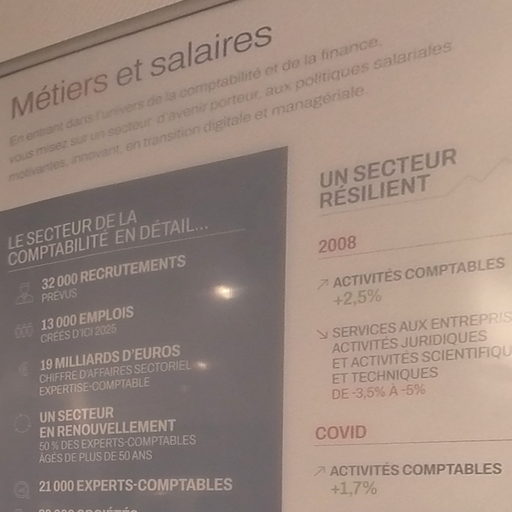 Métiers et salaires
En entrant dans l'univers de la comptabilité et de la finance,
vous misez sur un secteur d'avenir porteur, aux politiques salariales
motivantes, innovant, en transition digitale et managériale.
LE SECTEUR DE LA
COMPTABILITÉ EN DÉTAIL...
32 000 RECRUTEMENTS
PRÉVUS
13 000 EMPLOIS
CRÉÉS D'ICI 2025
19 MILLIARDS D'EUROS
CHIFFRE D'AFFAIRES SECTORIEL
EXPERTISE-COMPTABLE
UN SECTEUR
EN RENOUVELLEMENT
50 % DES EXPERTS-COMPTABLES
ÂGÉS DE PLUS DE 50 ANS
21 000 EXPERTS-COMPTABLES
UN SECTEUR
RÉSILIENT
2008
ACTIVITÉS COMPTABLES
+2,5%
SERVICES AUX ENTREPRIS
ACTIVITÉS JURIDIQUES
ET ACTIVITÉS SCIENTIFIQU
ET TECHNIQUES
DE -3,5% À -5%
COVID
ACTIVITÉS COMPTABLES
+1,7%